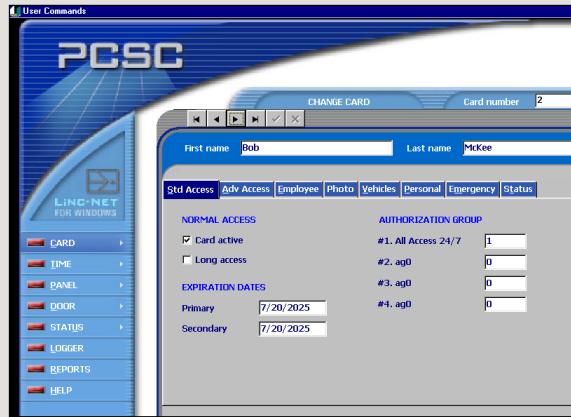 User Commands
PCSC
CHANGE CARD
Card number 2
First name Bob Last name McKee
LINC-NET
FOR WINDOWS
Std Access Adv Access Employee Photo Vehicles Personal Emergency Status
NORMAL ACCESS
Card active
Long access
EXPIRATION DATES
Primary 7/20/2025
Secondary 7/20/2025
AUTHORIZATION GROUP
#1. All Access 24/7 1
#2. ag0 0
#3. ag0 0
#4. ag0 0
CARD
TIME
PANEL
DOOR
STATUS
LOGGER
REPORTS
HELP